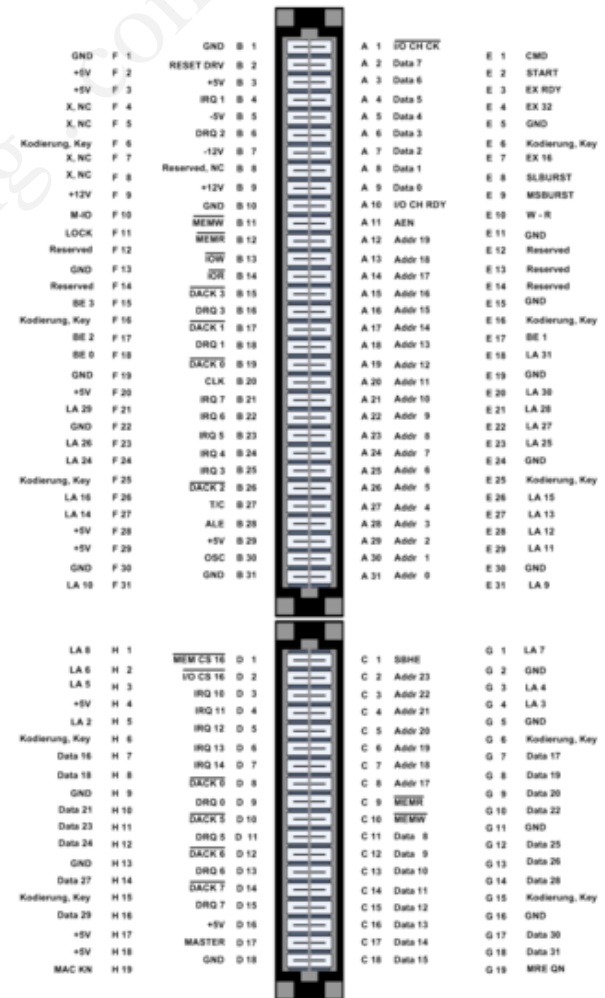 GND F 1
+5V F 2
+5V F 3
X, NC F 4
X, NC F 5
Kodierung, Key F 6
X, NC F 7
X, NC F 8
+12V F 9
M-IO F 10
LOCK F 11
Reserved F 12
GND F 13
Reserved F 14
BE 3 F 15
Kodierung, Key F 16
BE 2 F 17
BE 0 F 18
GND F 19
+5V F 20
LA 29 F 21
GND F 22
LA 26 F 23
LA 24 F 24
Kodierung, Key F 25
LA 16 F 26
LA 14 F 27
+5V F 28
+5V F 29
GND F 30
LA 10 F 31
GND B 1
RESET DRV B 2
+5V B 3
IRQ 1 B 4
-5V B 5
DRQ 2 B 6
-12V B 7
Reserved, NC B 8
+12V B 9
GND B 10
MEMW B 11
MEMR B 12
IOW B 13
IOR B 14
DACK 3 B 15
DRQ 3 B 16
DACK 1 B 17
DRQ 1 B 18
DACK 0 B 19
CLK B 20
IRQ 7 B 21
IRQ 6 B 22
IRQ 5 B 23
IRQ 4 B 24
IRQ 3 B 25
DACK 2 B 26
T/C B 27
ALE B 28
+5V B 29
OSC B 30
GND B 31
A 1 I/O CH CK
A 2 Data 7
A 3 Data 6
A 4 Data 5
A 5 Data 4
A 6 Data 3
A 7 Data 2
A 8 Data 1
A 9 Data 0
A 10 I/O CH RDY
A 11 AEN
A 12 Addr 19
A 13 Addr 18
A 14 Addr 17
A 15 Addr 16
A 16 Addr 15
A 17 Addr 14
A 18 Addr 13
A 19 Addr 12
A 20 Addr 11
A 21 Addr 10
A 22 Addr 9
A 23 Addr 8
A 24 Addr 7
A 25 Addr 6
A 26 Addr 5
A 27 Addr 4
A 28 Addr 3
A 29 Addr 2
A 30 Addr 1
A 31 Addr 0
E 1 CMD
E 2 START
E 3 EX RDY
E 4 EX 32
E 5 GND
E 6 Kodierung, Key
E 7 EX 16
E 8 SLBURST
E 9 MSBURST
E 10 W - R
E 11 GND
E 12 Reserved
E 13 Reserved
E 14 Reserved
E 15 GND
E 16 Kodierung, Key
E 17 BE 1
E 18 LA 31
E 19 GND
E 20 LA 30
E 21 LA 28
E 22 LA 27
E 23 LA 25
E 24 GND
E 25 Kodierung, Key
E 26 LA 15
E 27 LA 13
E 28 LA 12
E 29 LA 11
E 30 GND
E 31 LA 9
LA 8 H 1
LA 6 H 2
LA 5 H 3
+5V H 4
LA 2 H 5
Kodierung, Key H 6
Data 16 H 7
Data 18 H 8
GND H 9
Data 21 H 10
Data 23 H 11
Data 24 H 12
GND H 13
Data 27 H 14
Kodierung, Key H 15
Data 29 H 16
+5V H 17
+5V H 18
MAC KN H 19
MEM CS 16 D 1
I/O CS 16 D 2
IRQ 10 D 3
IRQ 11 D 4
IRQ 12 D 5
IRQ 13 D 6
IRQ 14 D 7
DACK 0 D 8
DRQ 0 D 9
DACK 5 D 10
DRQ 5 D 11
DACK 6 D 12
DRQ 6 D 13
DACK 7 D 14
DRQ 7 D 15
+5V D 16
MASTER D 17
GND D 18
C 1 SBHE
C 2 Addr 23
C 3 Addr 22
C 4 Addr 21
C 5 Addr 20
C 6 Addr 19
C 7 Addr 18
C 8 Addr 17
C 9 MEMR
C 10 MEMW
C 11 Data 8
C 12 Data 9
C 13 Data 10
C 14 Data 11
C 15 Data 12
C 16 Data 13
C 17 Data 14
C 18 Data 15
G 1 LA 7
G 2 GND
G 3 LA 4
G 4 LA 3
G 5 GND
G 6 Kodierung, Key
G 7 Data 17
G 8 Data 19
G 9 Data 20
G 10 Data 22
G 11 GND
G 12 Data 25
G 13 Data 26
G 14 Data 28
G 15 Kodierung, Key
G 16 GND
G 17 Data 30
G 18 Data 31
G 19 MRE QN